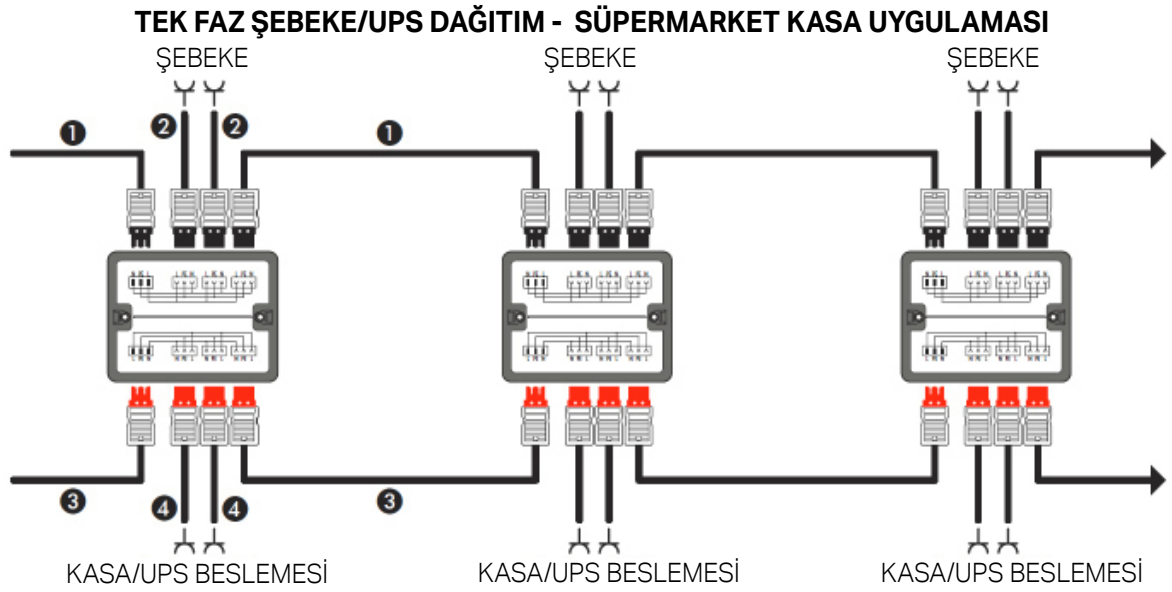 TEK FAZ ŞEBEKE/UPS DAĞITIM - SÜPERMARKET KASA UYGULAMASI
ŞEBEKE ŞEBEKE ŞEBEKE
1 2 2 1
3 4 4 3
KASA/UPS BESLEMESİ KASA/UPS BESLEMESİ KASA/UPS BESLEMESİ